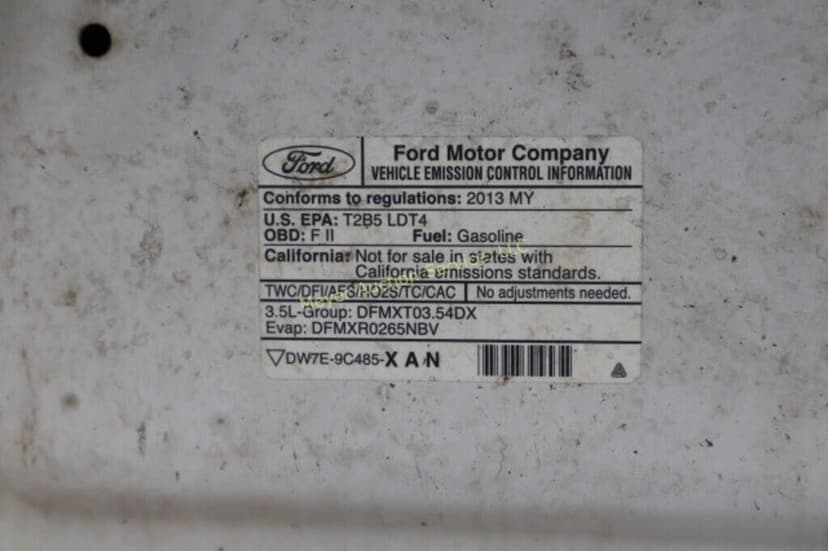 Ford
Ford Motor Company
VEHICLE EMISSION CONTROL INFORMATION
Conforms to regulations: 2013 MY
U.S. EPA: T2B5 LDT4
OBD: F II Fuel: Gasoline
California: Not for sale in states with
California emissions standards.
TWC/DFI/AFS/HO2S/TC/CAC No adjustments needed.
3.5L-Group: DFMXT03.54DX
Evap: DFMXR0265NBV
DW7E-9C485-X A N